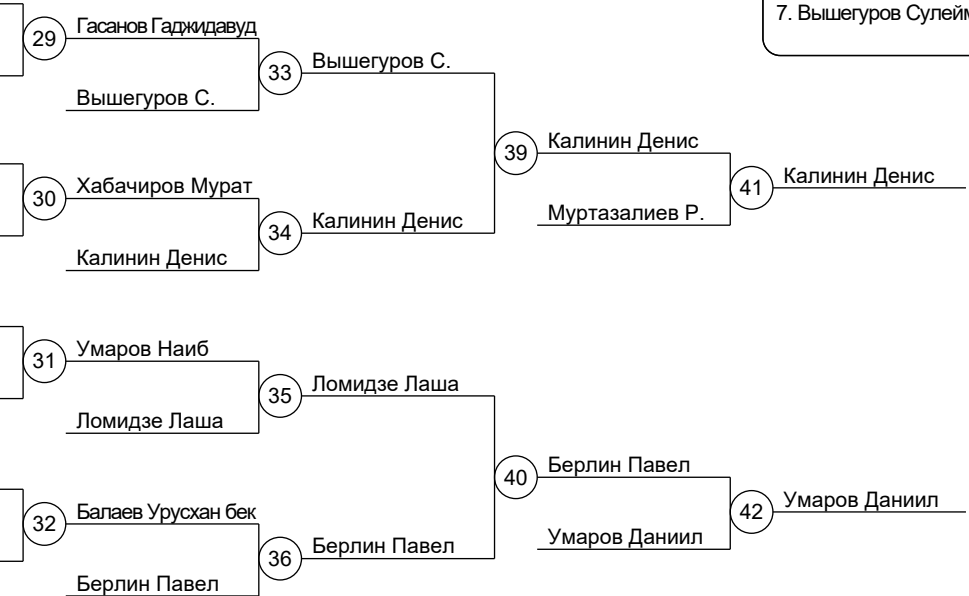 7. Вышегуров Сулейм
29
Гасанов Гаджидавуд
33
Вышегуров С.
Вышегуров С.
39
Калинин Денис
30
Хабачиров Мурат
41
Калинин Денис
34
Калинин Денис
Муртазалиев Р.
Калинин Денис
31
Умаров Наиб
35
Ломидзе Лаша
Ломидзе Лаша
40
Берлин Павел
32
Балаев Урусхан бек
42
Умаров Даниил
36
Берлин Павел
Умаров Даниил
Берлин Павел